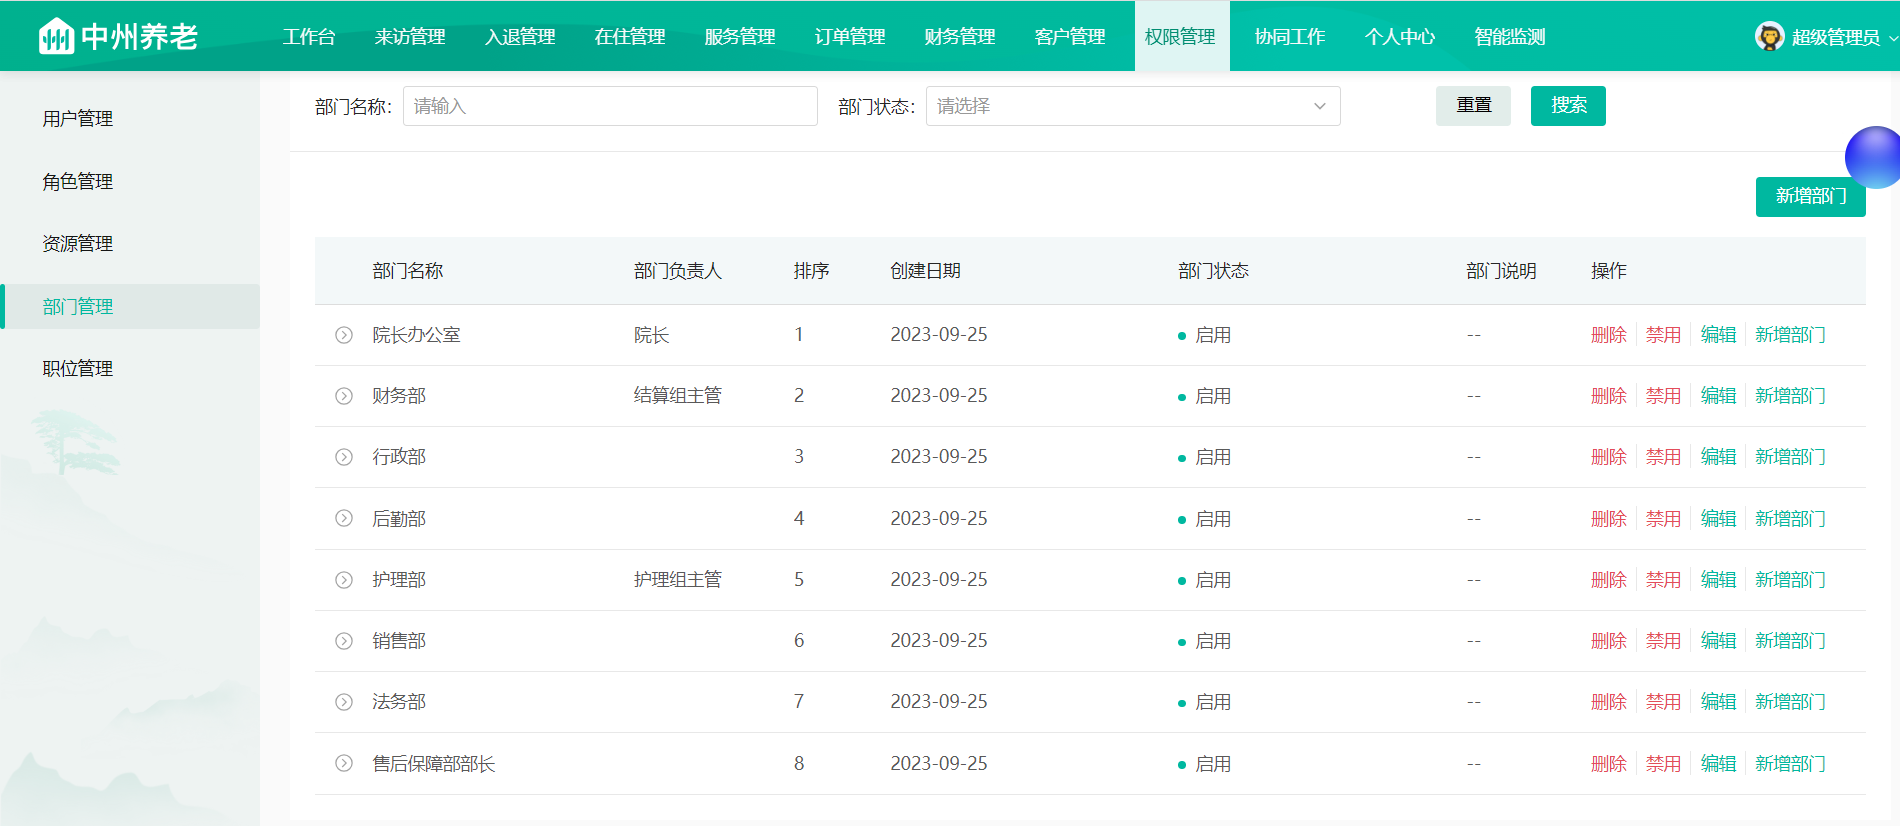 中州养老 工作台 来访管理 入退管理 在住管理 服务管理 订单管理 财务管理 客户管理 权限管理 协同工作 个人中心 智能监测 超级管理员
用户管理
角色管理
资源管理
部门管理
职位管理
部门名称： 请输入 部门状态： 请选择 重置 搜索
新增部门
部门名称 部门负责人 排序 创建日期 部门状态 部门说明 操作
院长办公室 院长 1 2023-09-25 启用 -- 删除 禁用 编辑 新增部门
财务部 结算组主管 2 2023-09-25 启用 -- 删除 禁用 编辑 新增部门
行政部 3 2023-09-25 启用 -- 删除 禁用 编辑 新增部门
后勤部 4 2023-09-25 启用 -- 删除 禁用 编辑 新增部门
护理部 护理组主管 5 2023-09-25 启用 -- 删除 禁用 编辑 新增部门
销售部 6 2023-09-25 启用 -- 删除 禁用 编辑 新增部门
法务部 7 2023-09-25 启用 -- 删除 禁用 编辑 新增部门
售后保障部部长 8 2023-09-25 启用 -- 删除 禁用 编辑 新增部门